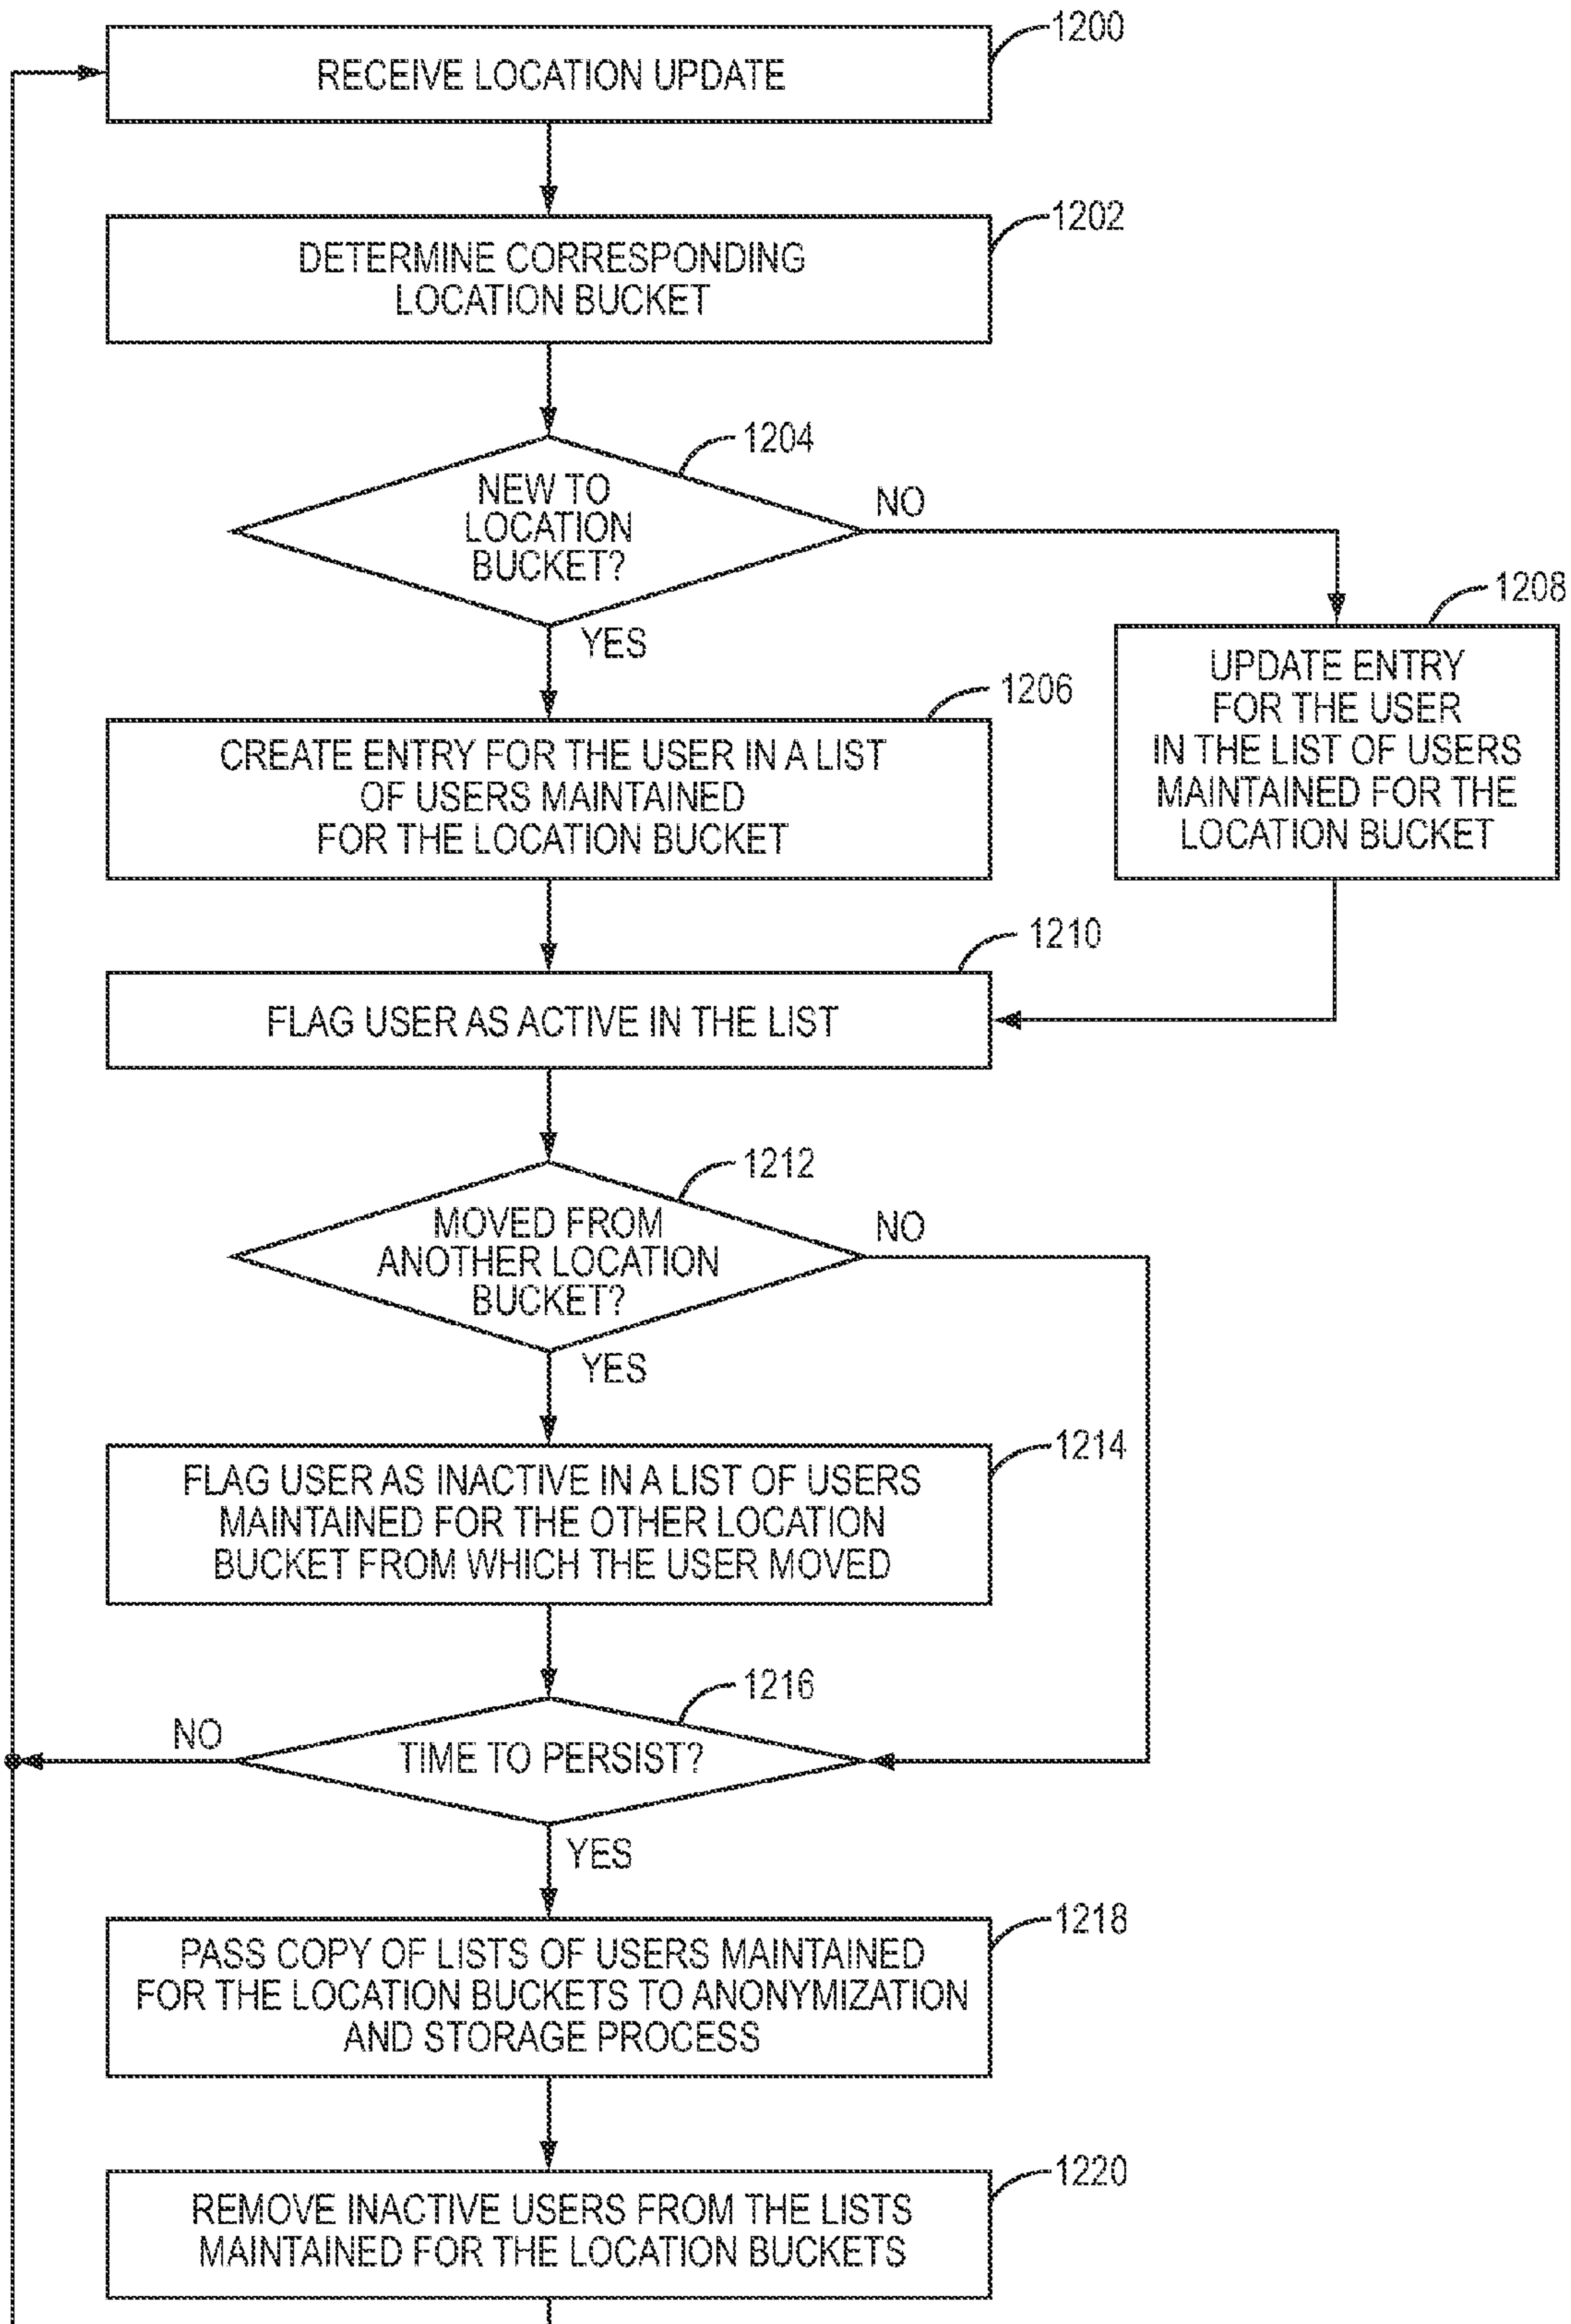 1200
RECEIVE LOCATION UPDATE
1202
DETERMINE CORRESPONDING
LOCATION BUCKET
1204
NEW TO
LOCATION
BUCKET?
NO
YES
1208
UPDATE ENTRY
FOR THE USER
IN THE LIST OF USERS
MAINTAINED FOR THE
LOCATION BUCKET
1206
CREATE ENTRY FOR THE USER IN A LIST
OF USERS MAINTAINED
FOR THE LOCATION BUCKET
1210
FLAG USER AS ACTIVE IN THE LIST
1212
MOVED FROM
ANOTHER LOCATION
BUCKET?
NO
YES
1214
FLAG USER AS INACTIVE IN A LIST OF USERS
MAINTAINED FOR THE OTHER LOCATION
BUCKET FROM WHICH THE USER MOVED
1216
NO
TIME TO PERSIST?
YES
1218
PASS COPY OF LISTS OF USERS MAINTAINED
FOR THE LOCATION BUCKETS TO ANONYMIZATION
AND STORAGE PROCESS
1220
REMOVE INACTIVE USERS FROM THE LISTS
MAINTAINED FOR THE LOCATION BUCKETS